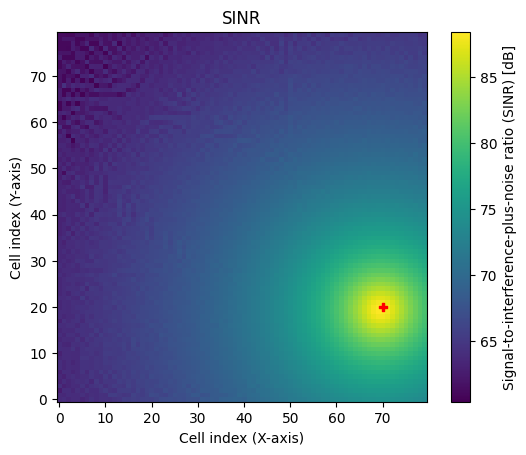 SINR
70
60
50
40
30
20
10
0
Cell index (Y-axis)
0 10 20 30 40 50 60 70
Cell index (X-axis)
85
80
75
70
65
Signal-to-interference-plus-noise ratio (SINR) [dB]